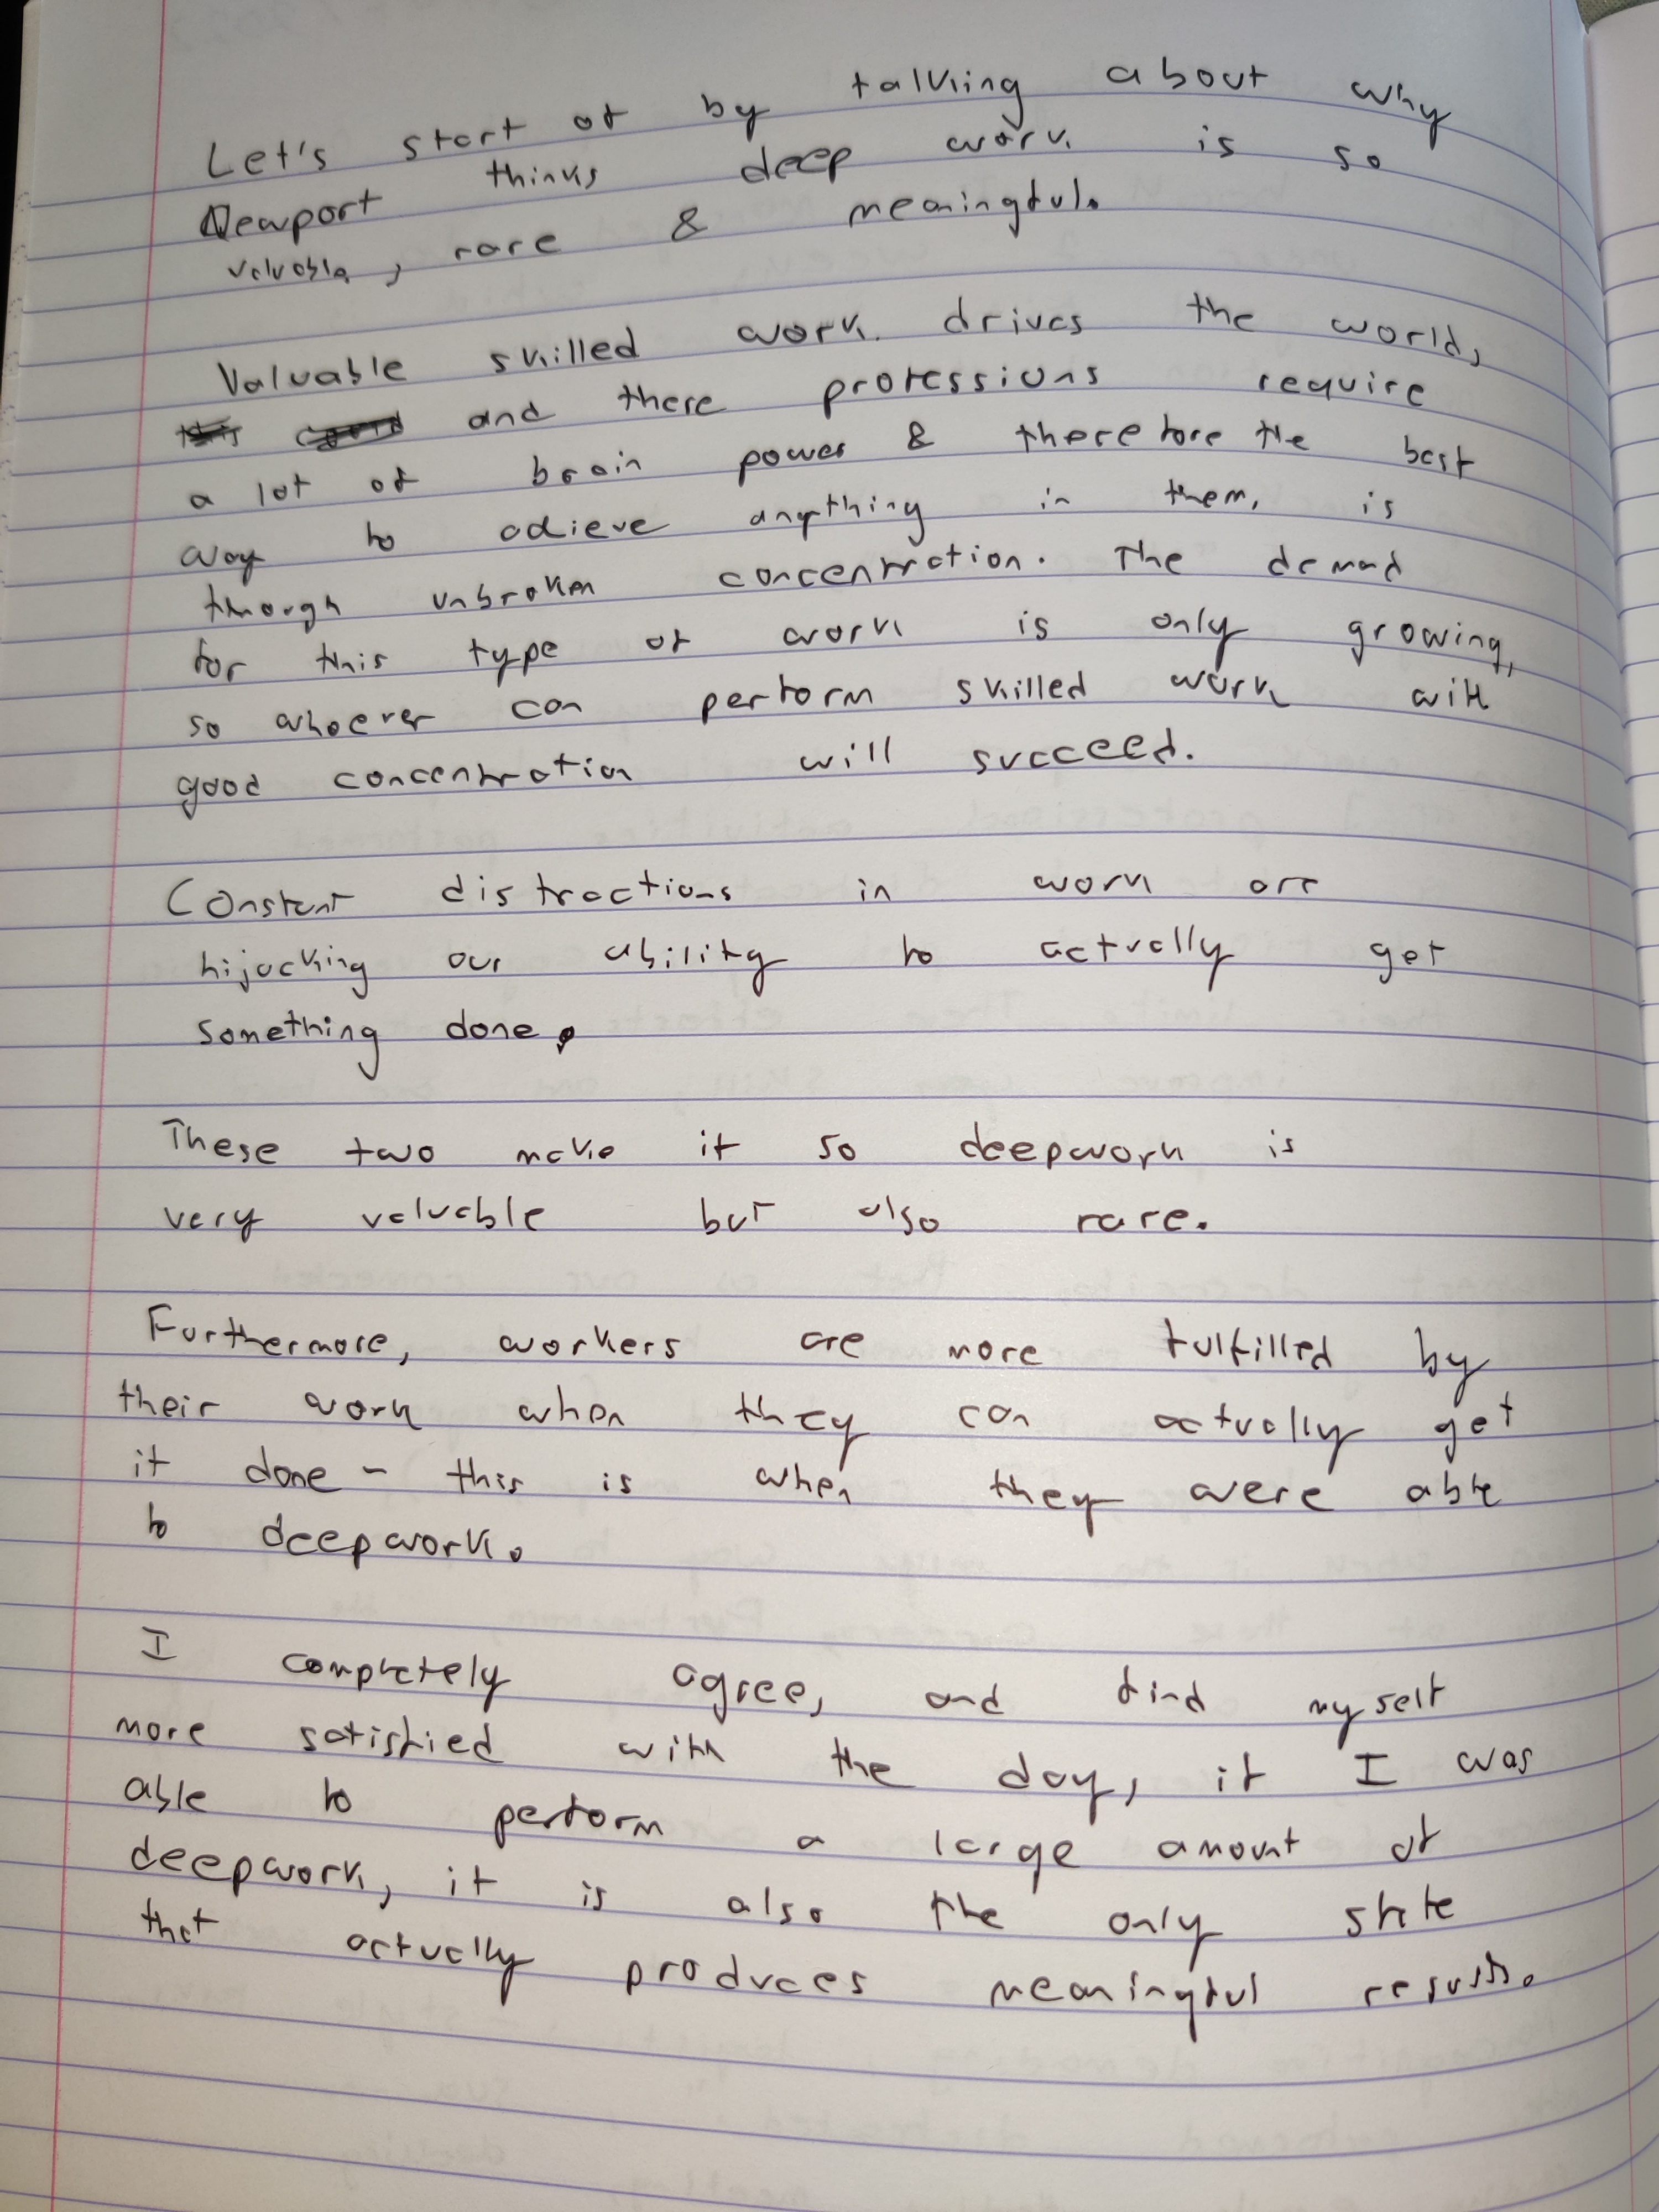 Let's start of by talking about why
Newport thinks deep work is so
valuable, rare & meaningful.
Valuable skilled work drives the world,
and there professions require
a lot of brain power & therefore the best
way to achieve anything in them, is
through unbroken concentration. The demand
for this type of work is only growing,
so whoever can perform skilled work with
good concentration will succeed.
Constant distractions in work are
hijacking our ability to actually get
something done.
These two make it so deepwork is
very valuable but also rare.
Furthermore, workers are more fulfilled by
their work when they can actually get
it done - this is when they were able
to deepwork.
I completely agree, and find myself
more satisfied with the day, if I was
able to perform a large amount of
deepwork, it is also the only state
that actually produces meaningful results.